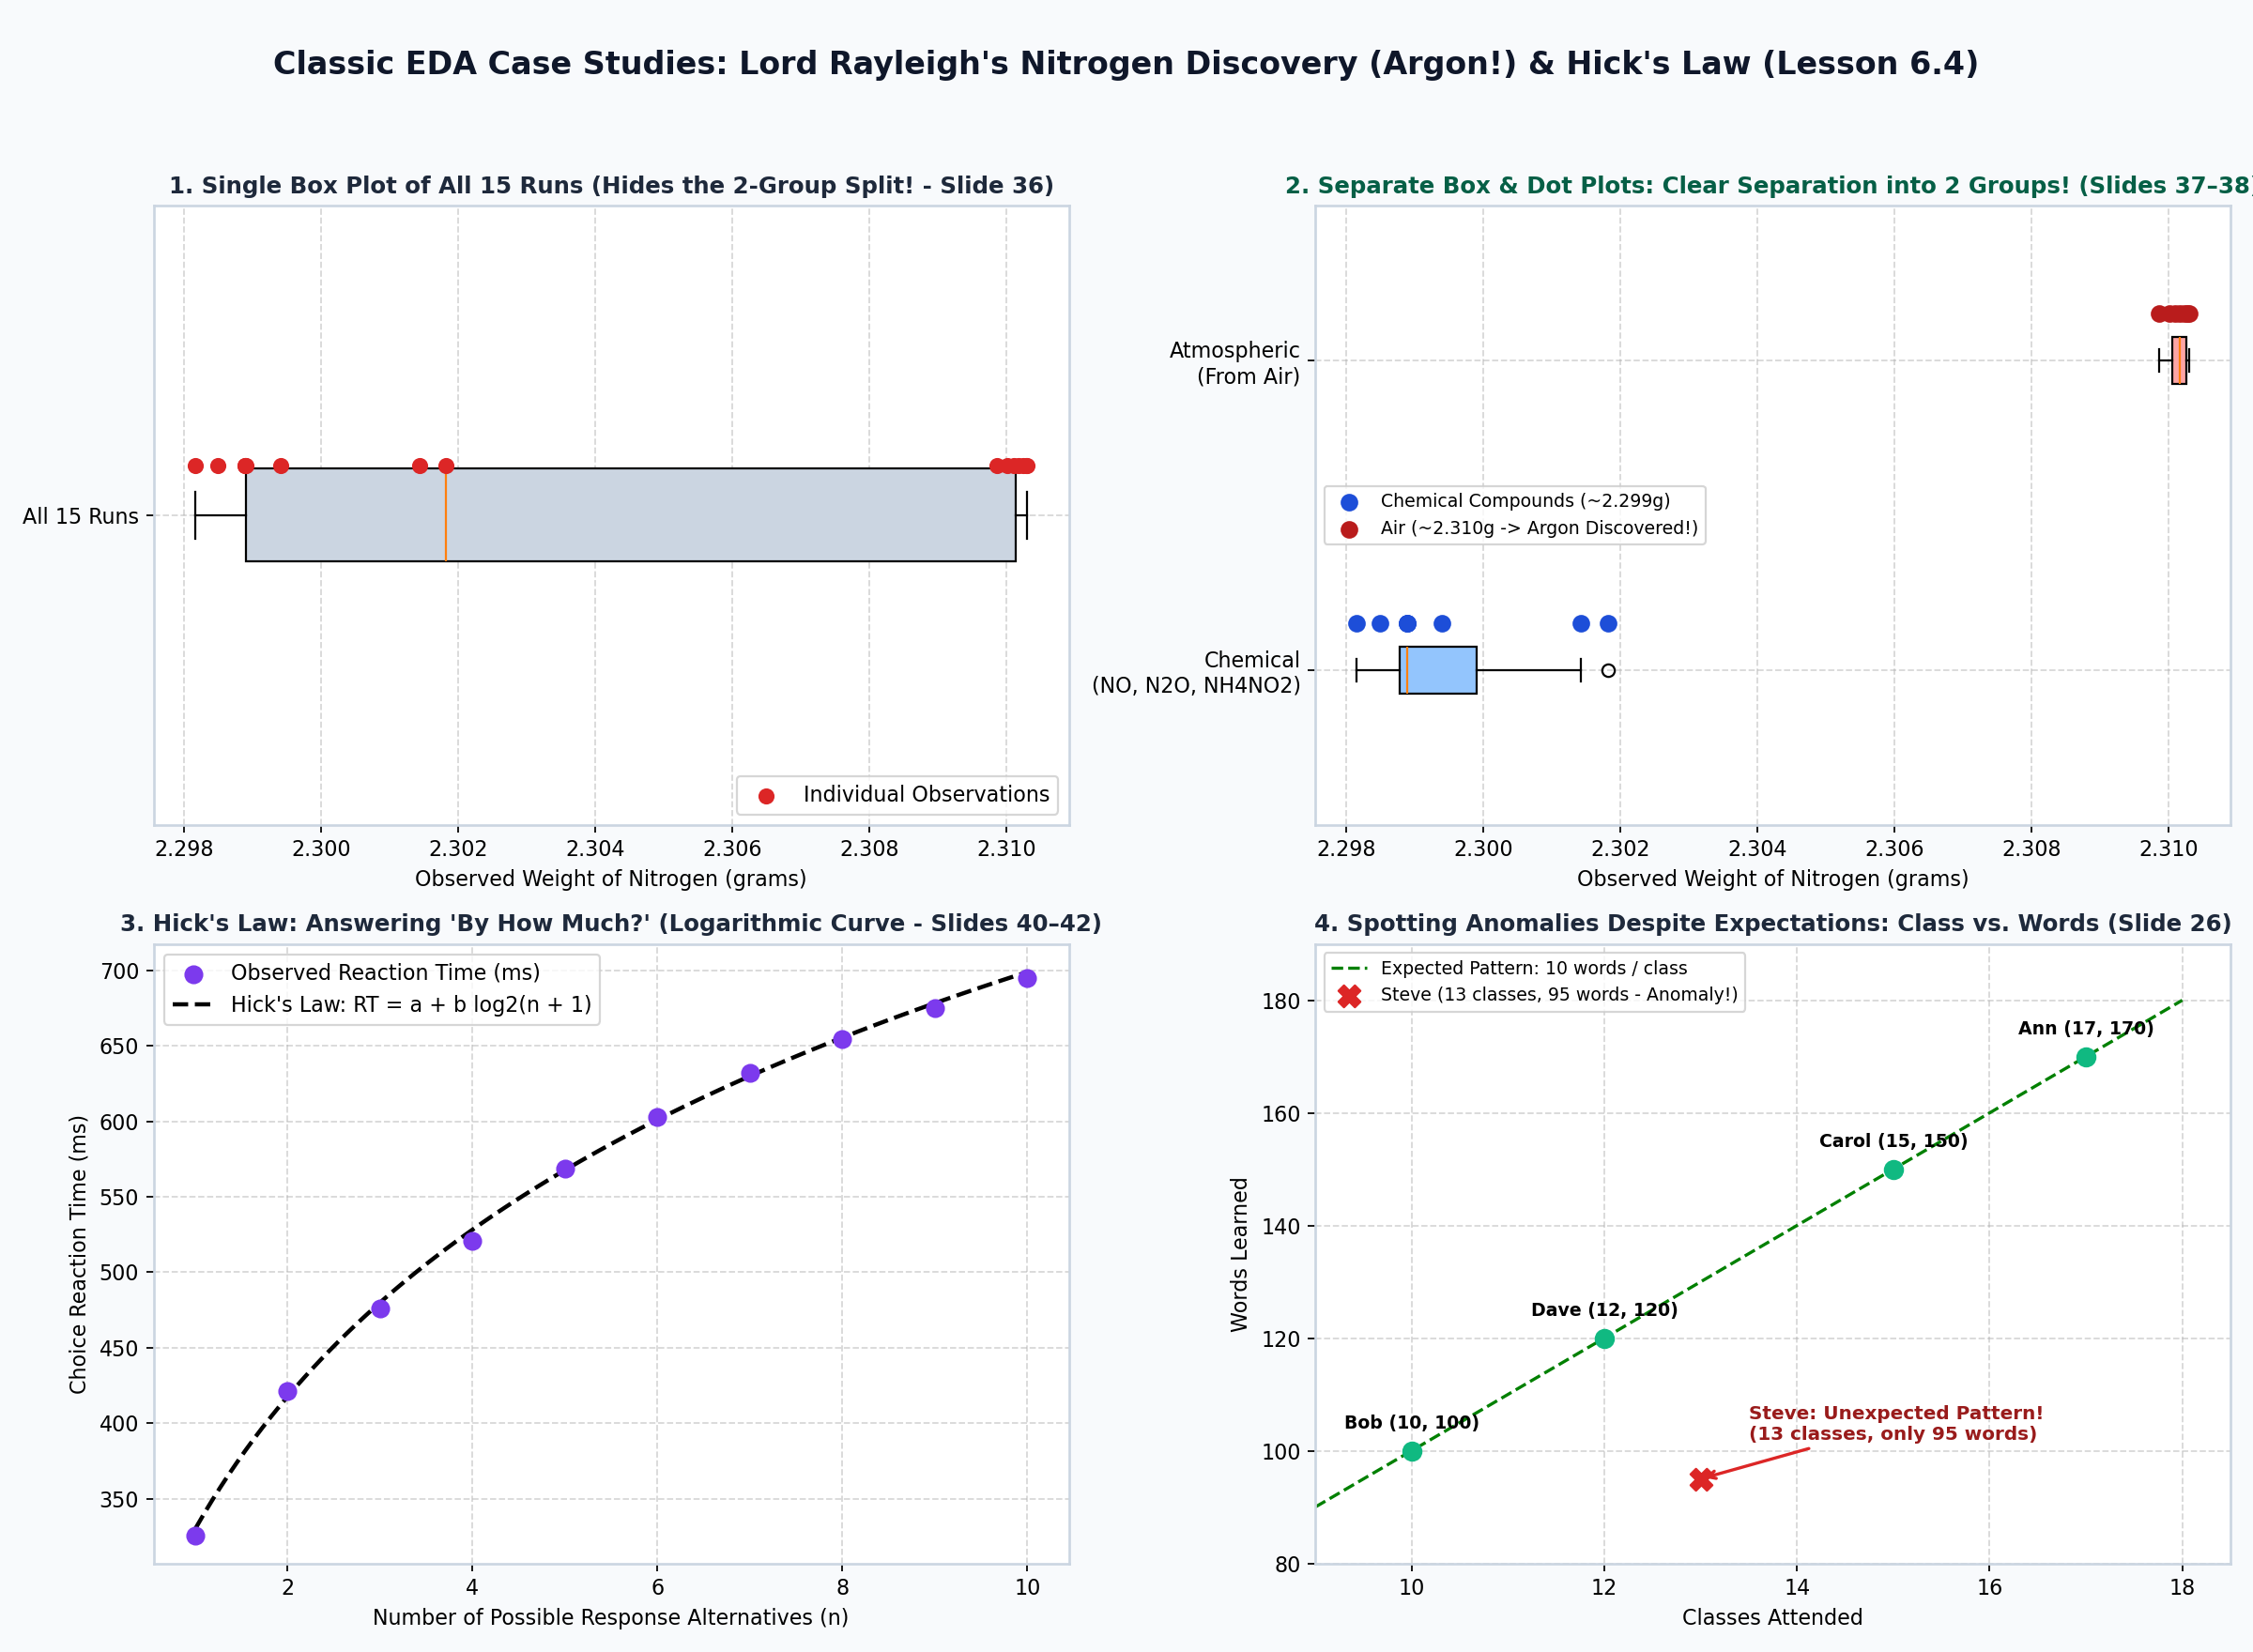 Classic EDA Case Studies: Lord Rayleigh's Nitrogen Discovery (Argon!) & Hick's Law (Lesson 6.4)
1. Single Box Plot of All 15 Runs (Hides the 2-Group Split! - Slide 36)
All 15 Runs
Individual Observations
2.298 2.300 2.302 2.304 2.306 2.308 2.310
Observed Weight of Nitrogen (grams)
2. Separate Box & Dot Plots: Clear Separation into 2 Groups! (Slides 37–38)
Atmospheric
(From Air)
Chemical Compounds (~2.299g)
Air (~2.310g -> Argon Discovered!)
Chemical
(NO, N2O, NH4NO2)
2.298 2.300 2.302 2.304 2.306 2.308 2.310
Observed Weight of Nitrogen (grams)
3. Hick's Law: Answering 'By How Much?' (Logarithmic Curve - Slides 40–42)
Observed Reaction Time (ms)
Hick's Law: RT = a + b log2(n + 1)
Choice Reaction Time (ms)
700
650
600
550
500
450
400
350
2 4 6 8 10
Number of Possible Response Alternatives (n)
4. Spotting Anomalies Despite Expectations: Class vs. Words (Slide 26)
Expected Pattern: 10 words / class
Steve (13 classes, 95 words - Anomaly!)
Words Learned
180
160
140
120
100
80
Ann (17, 170)
Carol (15, 150)
Dave (12, 120)
Bob (10, 100)
Steve: Unexpected Pattern!
(13 classes, only 95 words)
10 12 14 16 18
Classes Attended